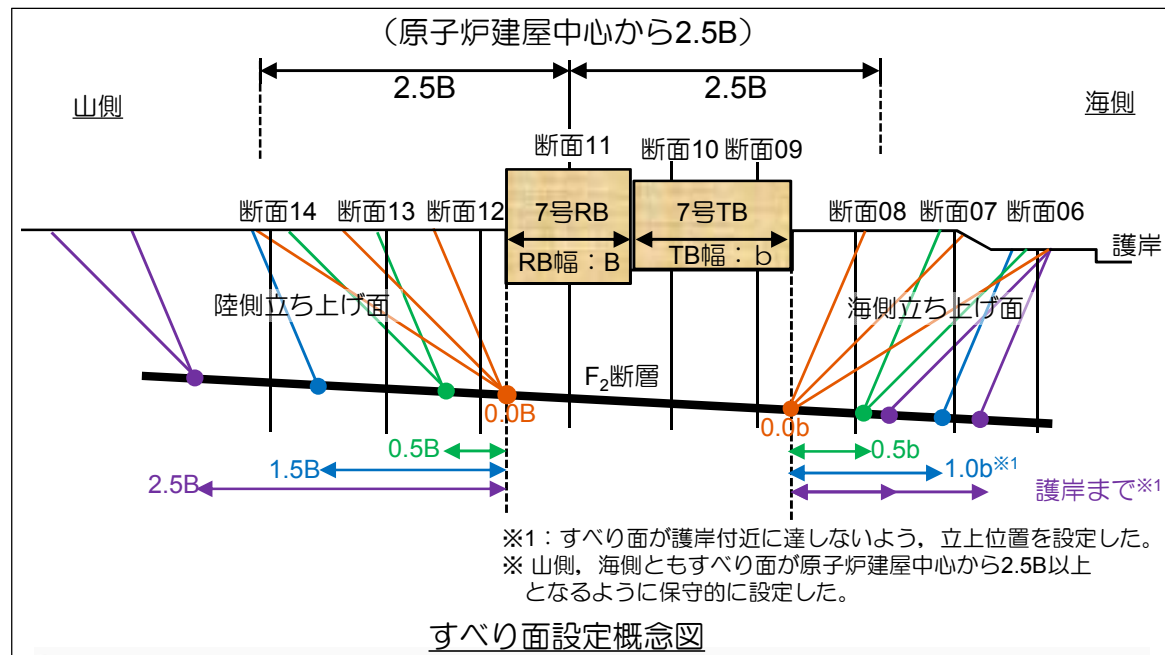 （原子炉建屋中心から2.5B）
2.5B
2.5B
山側
海側
断面11
断面10
断面09
断面14
断面13
断面12
7号RB
7号TB
断面08
断面07
断面06
RB幅：B
TB幅：b
護岸
陸側立ち上げ面
海側立ち上げ面
F₂断層
0.0B
0.0b
0.5B
0.5b
1.5B
1.0b※1
2.5B
護岸まで※1
※1：すべり面が護岸付近に達しないよう，立上位置を設定した。
※ 山側，海側ともすべり面が原子炉建屋中心から2.5B以上
となるように保守的に設定した。
すべり面設定概念図